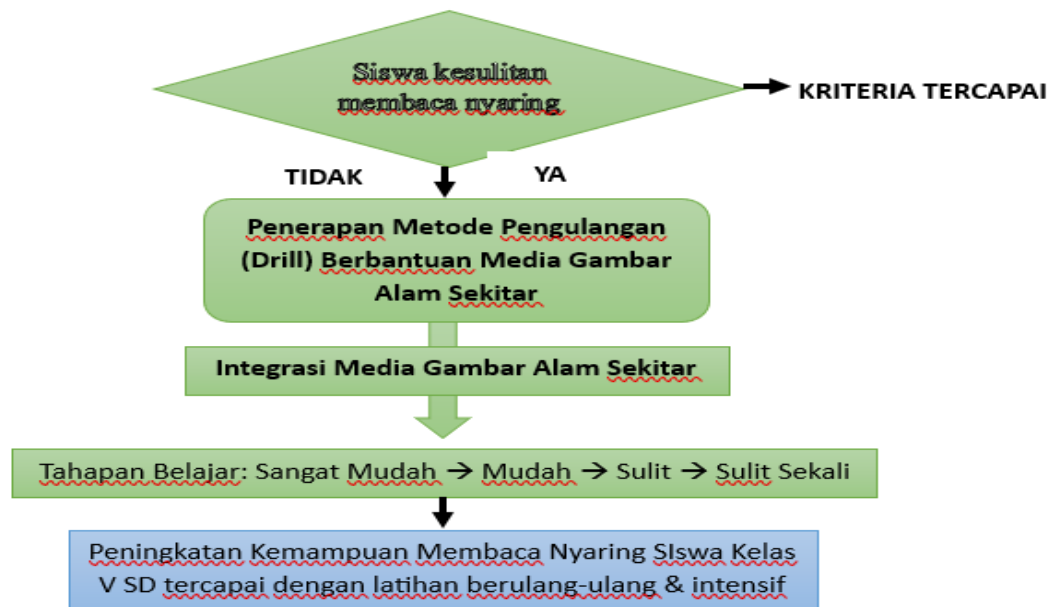 Siswa kesulitan
membaca nyaring
KRITERIA TERCAPAI
TIDAK
YA
Penerapan Metode Pengulangan
(Drill) Berbantuan Media Gambar
Alam Sekitar
Integrasi Media Gambar Alam Sekitar
Tahapan Belajar: Sangat Mudah → Mudah → Sulit → Sulit Sekali
Peningkatan Kemampuan Membaca Nyaring SIswa Kelas
V SD tercapai dengan latihan berulang-ulang & intensif